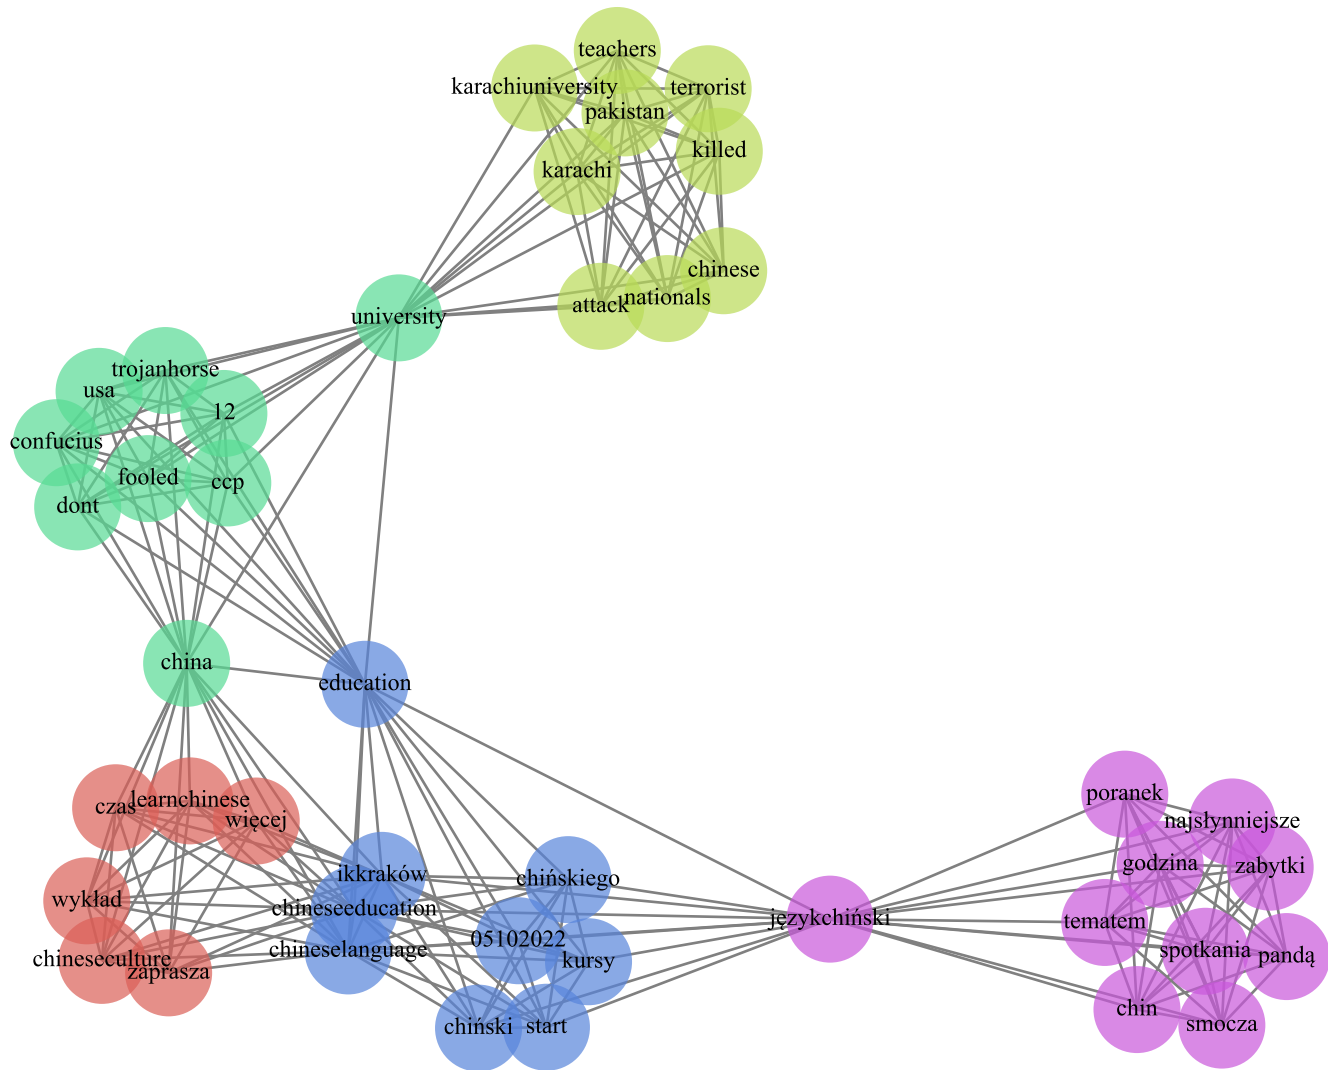 teachers
karachiuniversity
terrorist
pakistan
killed
karachi
chinese
nationals
attack
university
trojanhorse
usa
12
confucius
fooled
ccp
dont
china
education
czas
learnchinese
więcej
poranek
najsłynniejsze
godzina
zabytki
ikkraków
chińskiego
wykład
chineseeducation
językchiński
tematem
05102022
chineselanguage
spotkania
pandą
chineseculture
zaprasza
kursy
chin
chiński
start
smocza